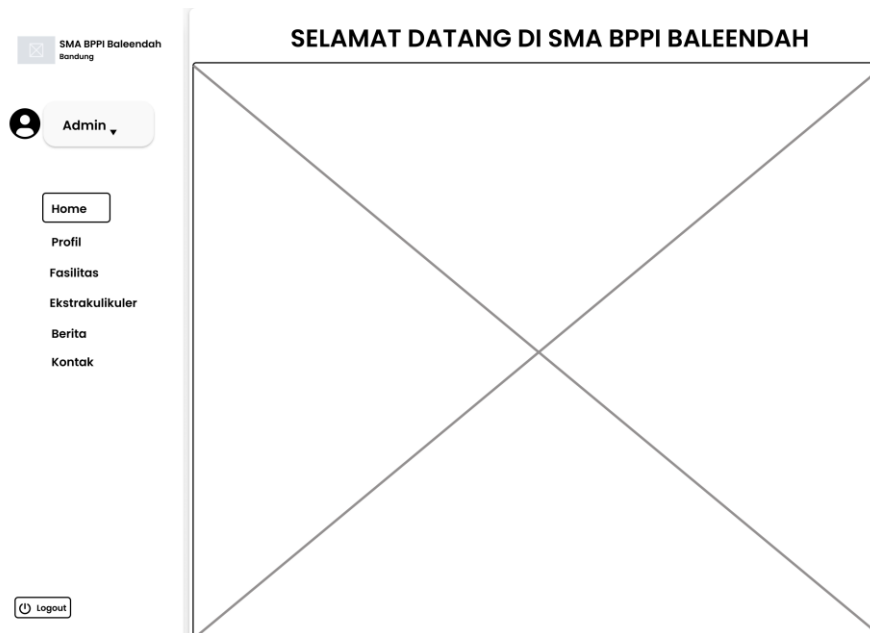 SMA BPPI Baleendah
Bandung
Admin
Home
Profil
Fasilitas
Ekstrakulikuler
Berita
Kontak
Logout
SELAMAT DATANG DI SMA BPPI BALEENDAH